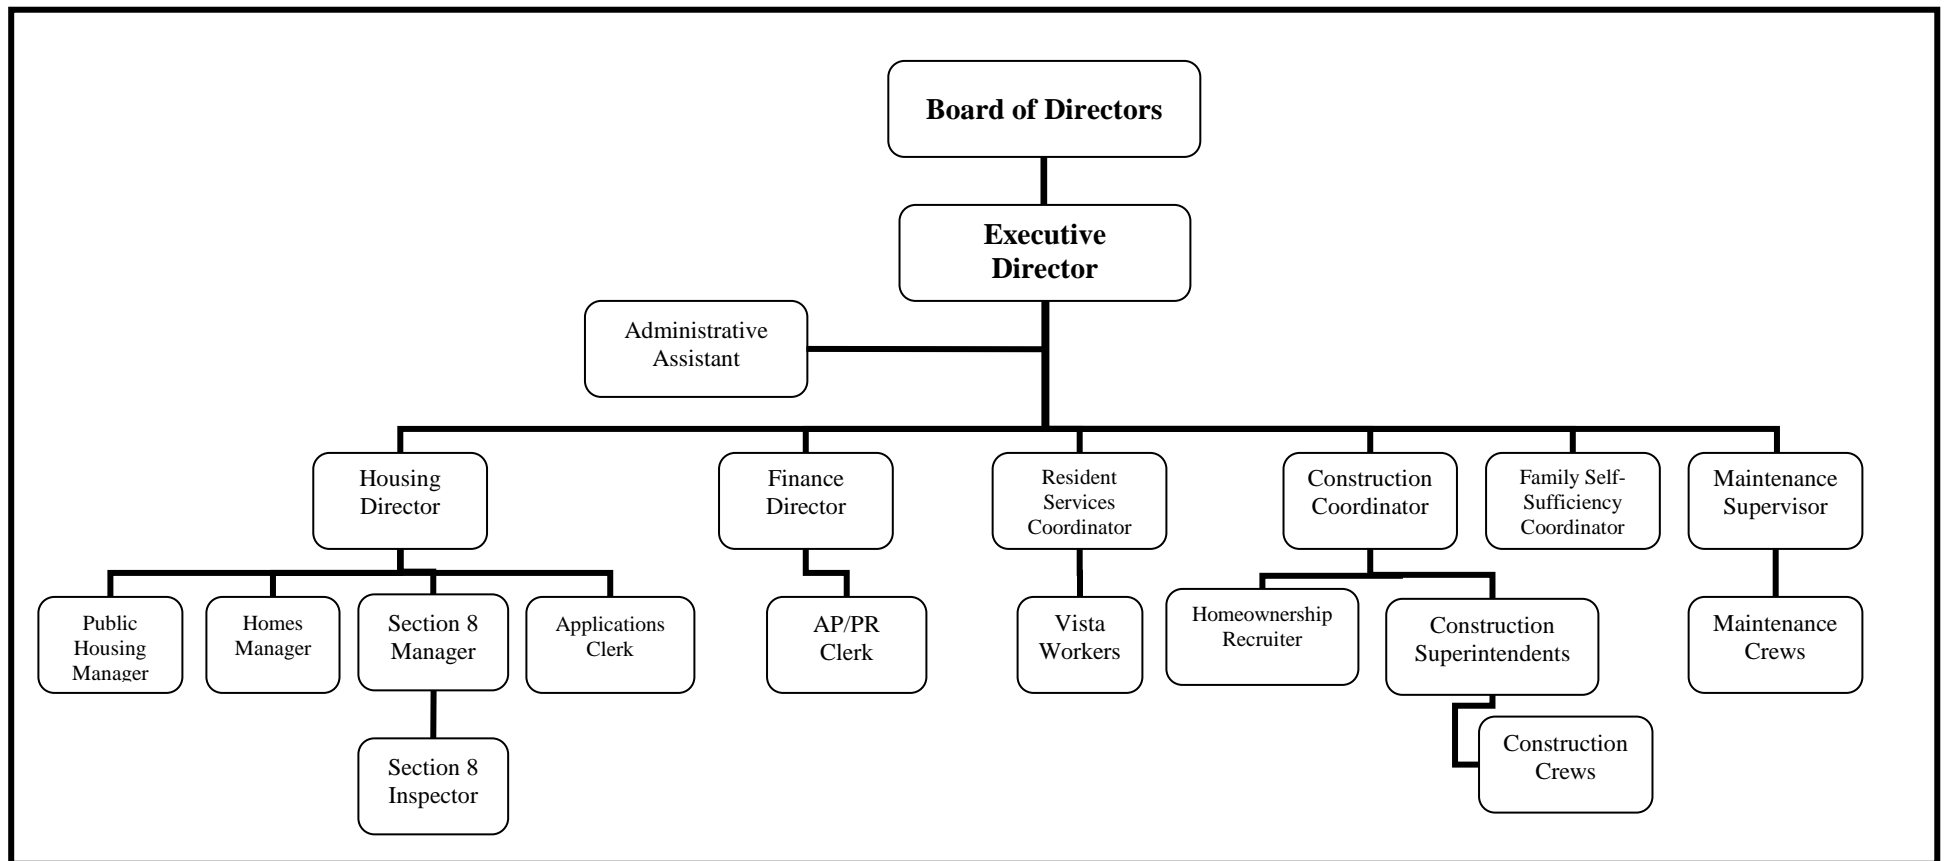 Board of Directors
Executive
Director
Administrative
Assistant
Housing
Director
Finance
Director
Resident
Services
Coordinator
Construction
Coordinator
Family Self-
Sufficiency
Coordinator
Maintenance
Supervisor
Public
Housing
Manager
Homes
Manager
Section 8
Manager
Applications
Clerk
AP/PR
Clerk
Vista
Workers
Homeownership
Recruiter
Construction
Superintendents
Maintenance
Crews
Section 8
Inspector
Construction
Crews